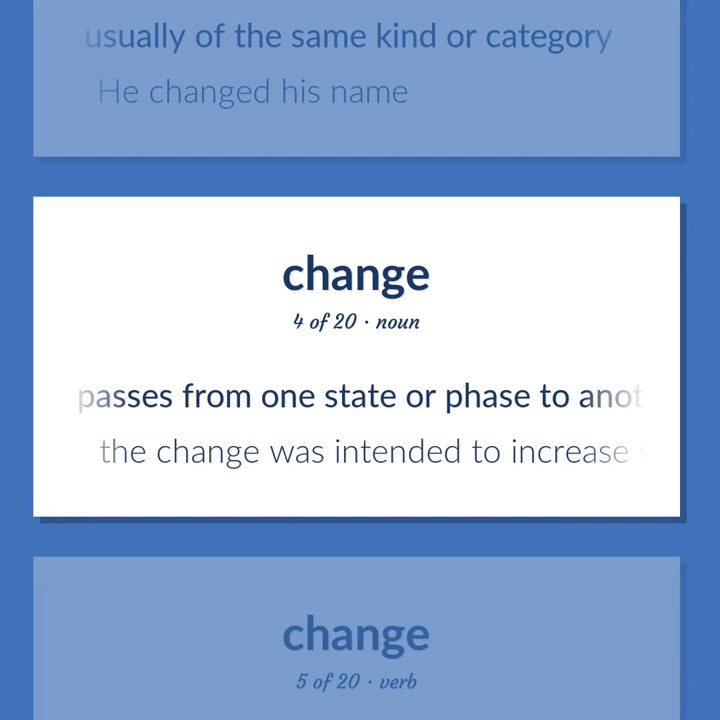 usually of the same kind or category
He changed his name
change
4 of 20 · noun
passes from one state or phase to
the change was intended to increase
change
5 of 20 · verb